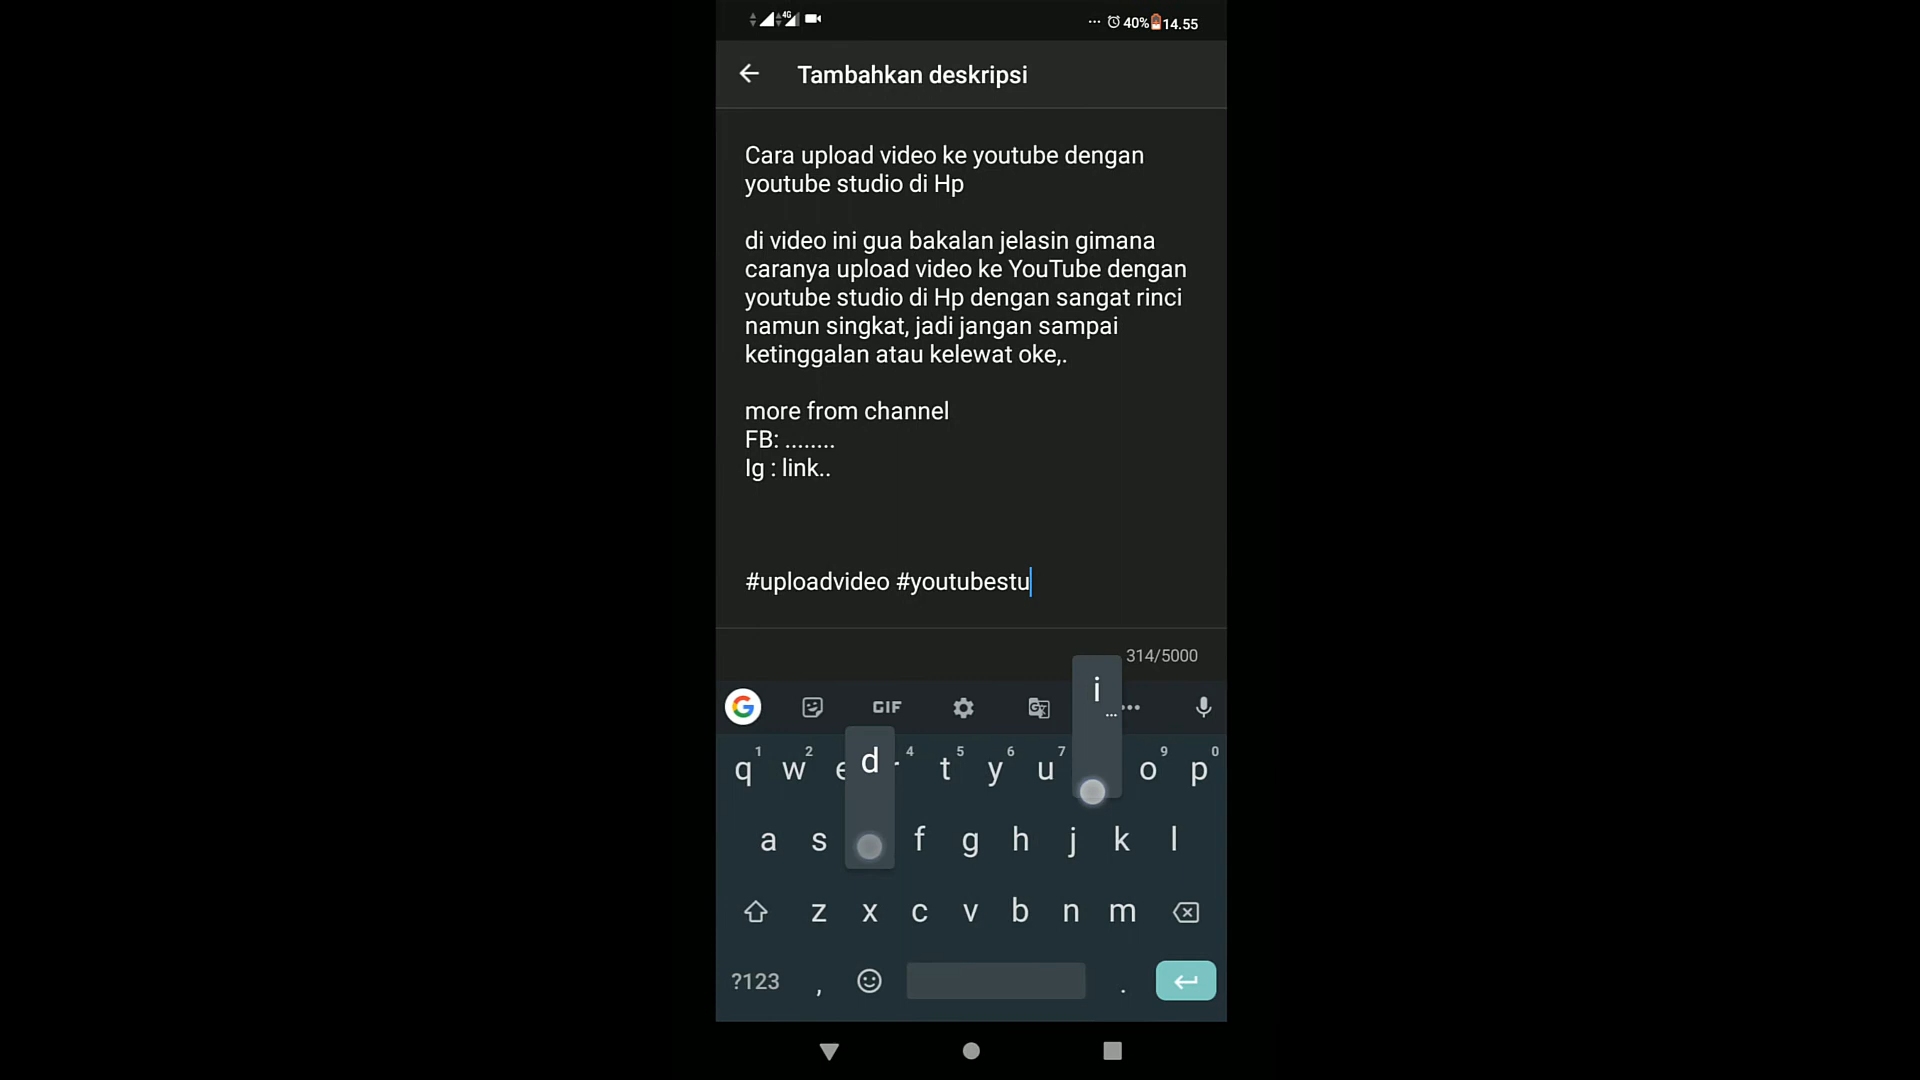 4G
... 40% 14.55
Tambahkan deskripsi
Cara upload video ke youtube dengan
youtube studio di Hp
di video ini gua bakalan jelasin gimana
caranya upload video ke YouTube dengan
youtube studio di Hp dengan sangat rinci
namun singkat, jadi jangan sampai
ketinggalan atau kelewat oke,.
more from channel
FB: ........
Ig : link..
#uploadvideo #youtubestu
314/5000
i
...
G GIF G ...
d
1 2 4 5 6 7 9 0
q w e r t y u o p
a s f g h j k l
z x c v b n m
?123 , .